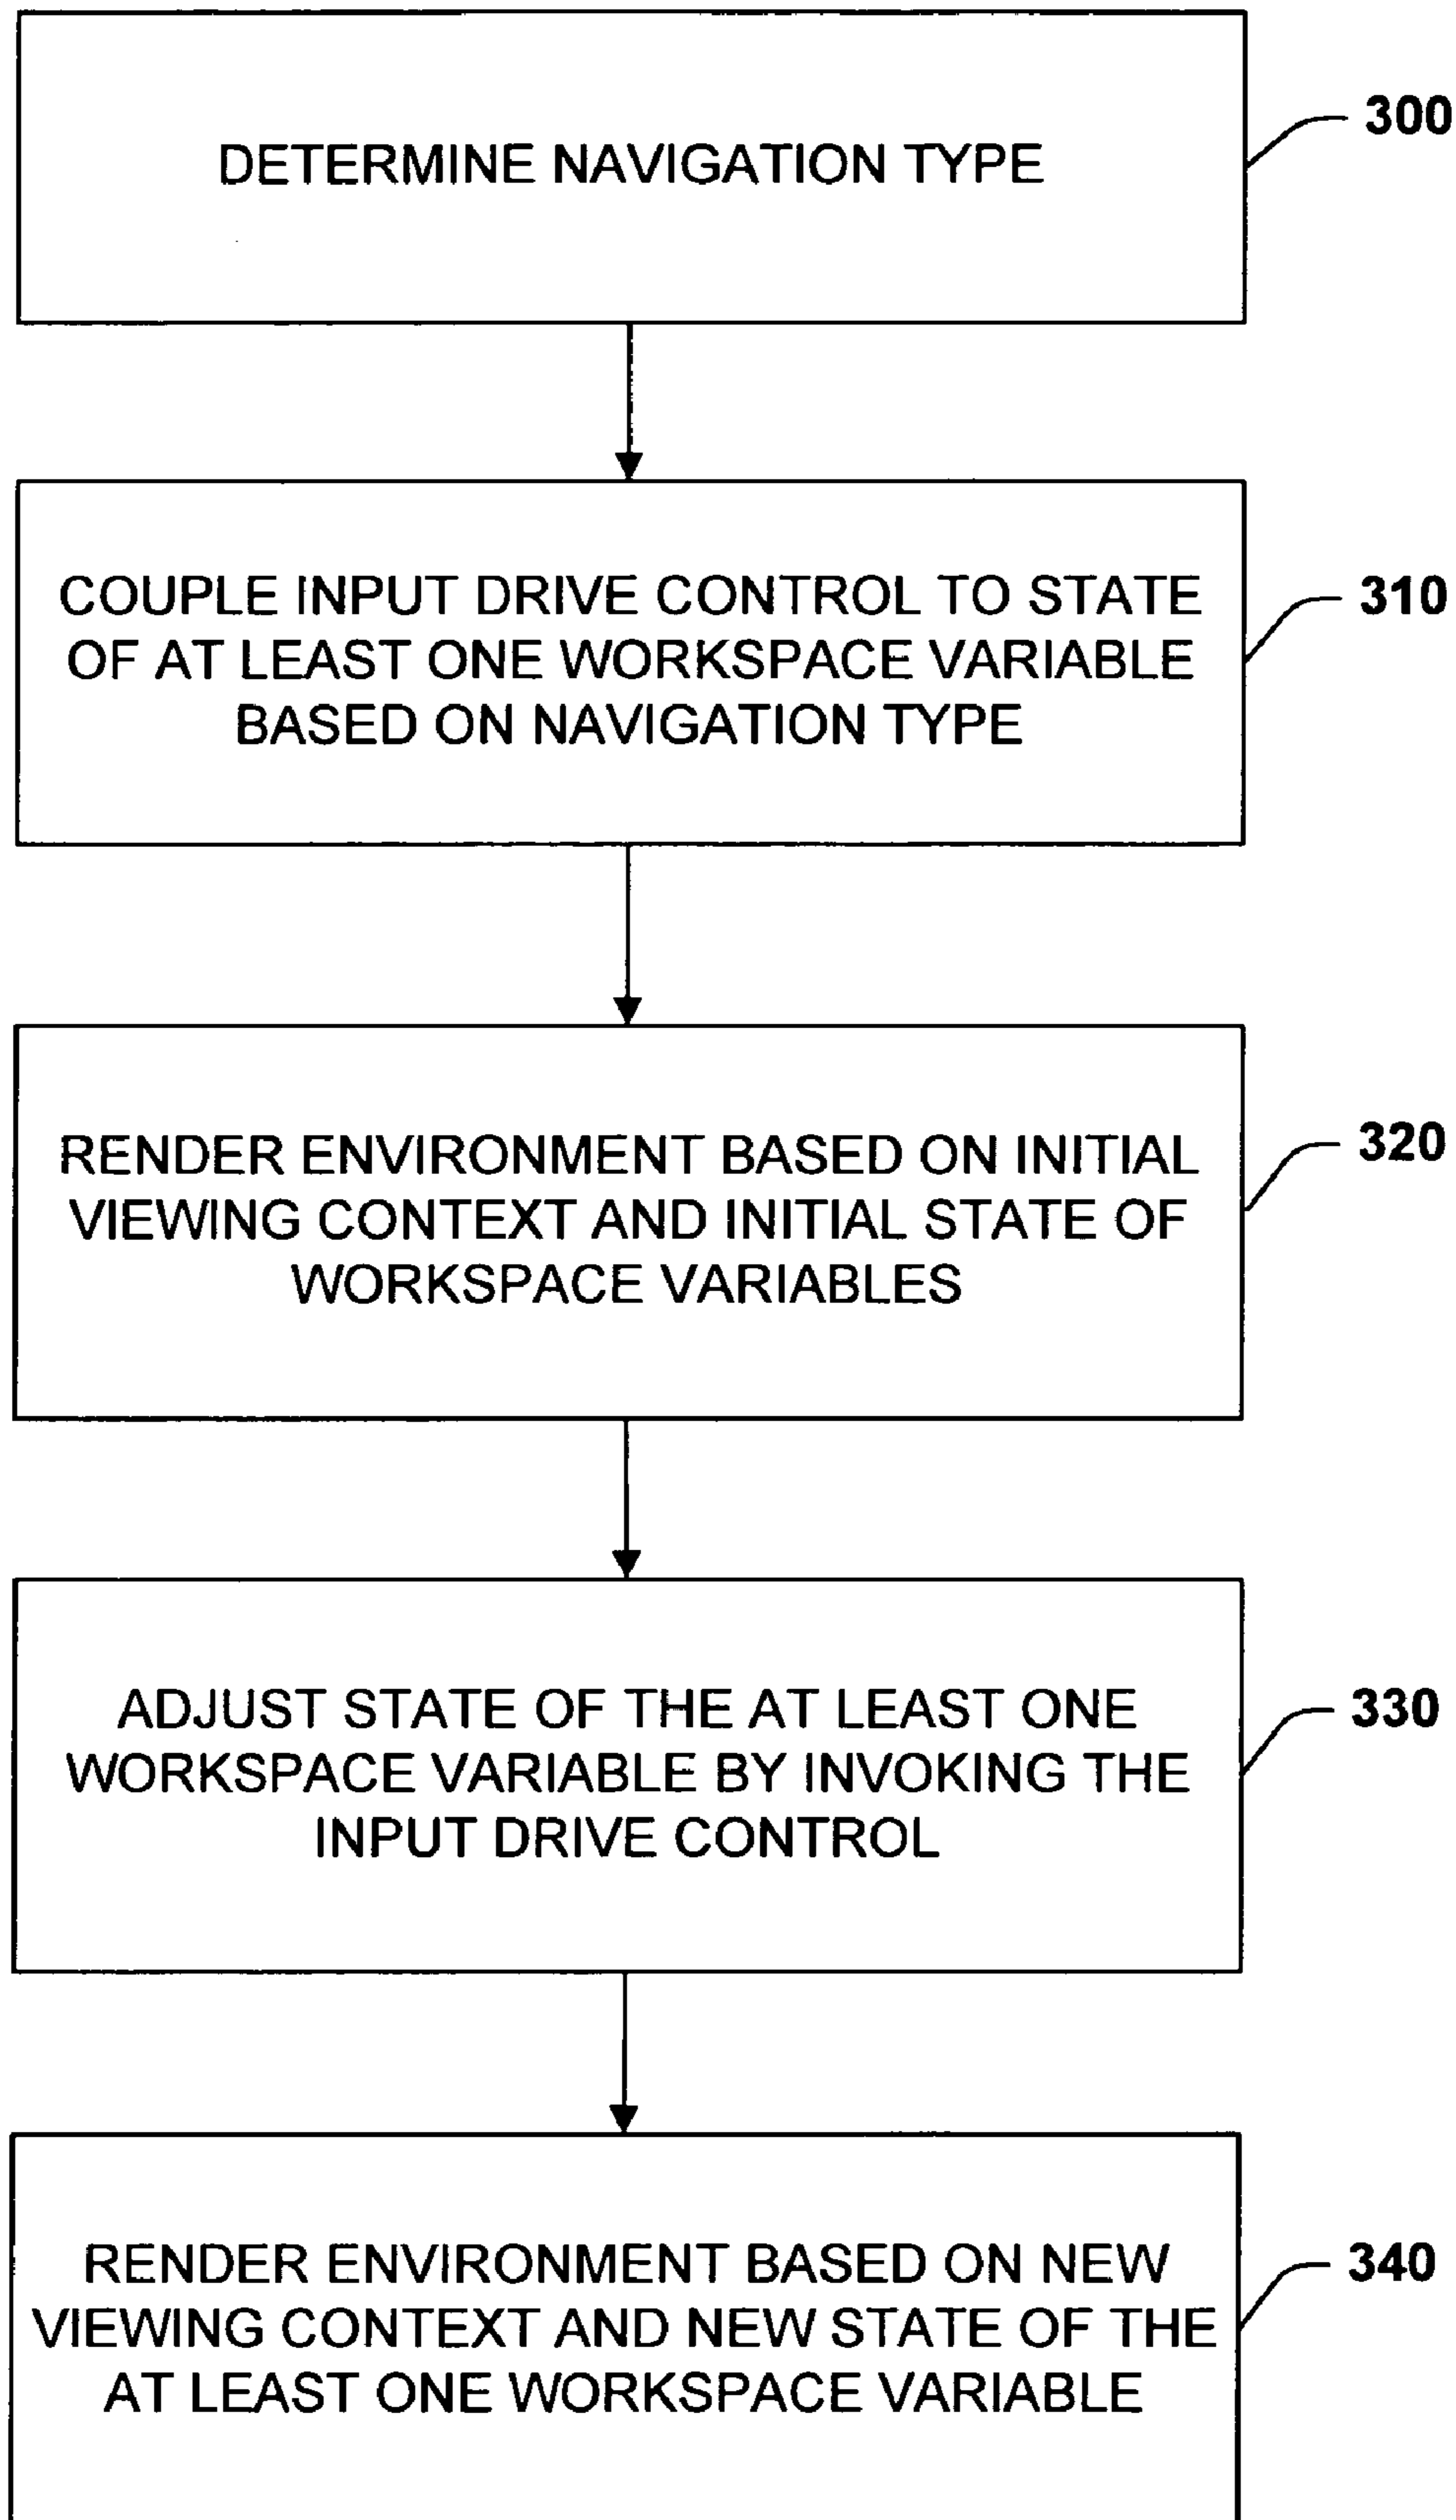 DETERMINE NAVIGATION TYPE
300
COUPLE INPUT DRIVE CONTROL TO STATE
OF AT LEAST ONE WORKSPACE VARIABLE
BASED ON NAVIGATION TYPE
310
RENDER ENVIRONMENT BASED ON INITIAL
VIEWING CONTEXT AND INITIAL STATE OF
WORKSPACE VARIABLES
320
ADJUST STATE OF THE AT LEAST ONE
WORKSPACE VARIABLE BY INVOKING THE
INPUT DRIVE CONTROL
330
RENDER ENVIRONMENT BASED ON NEW
VIEWING CONTEXT AND NEW STATE OF THE
AT LEAST ONE WORKSPACE VARIABLE
340